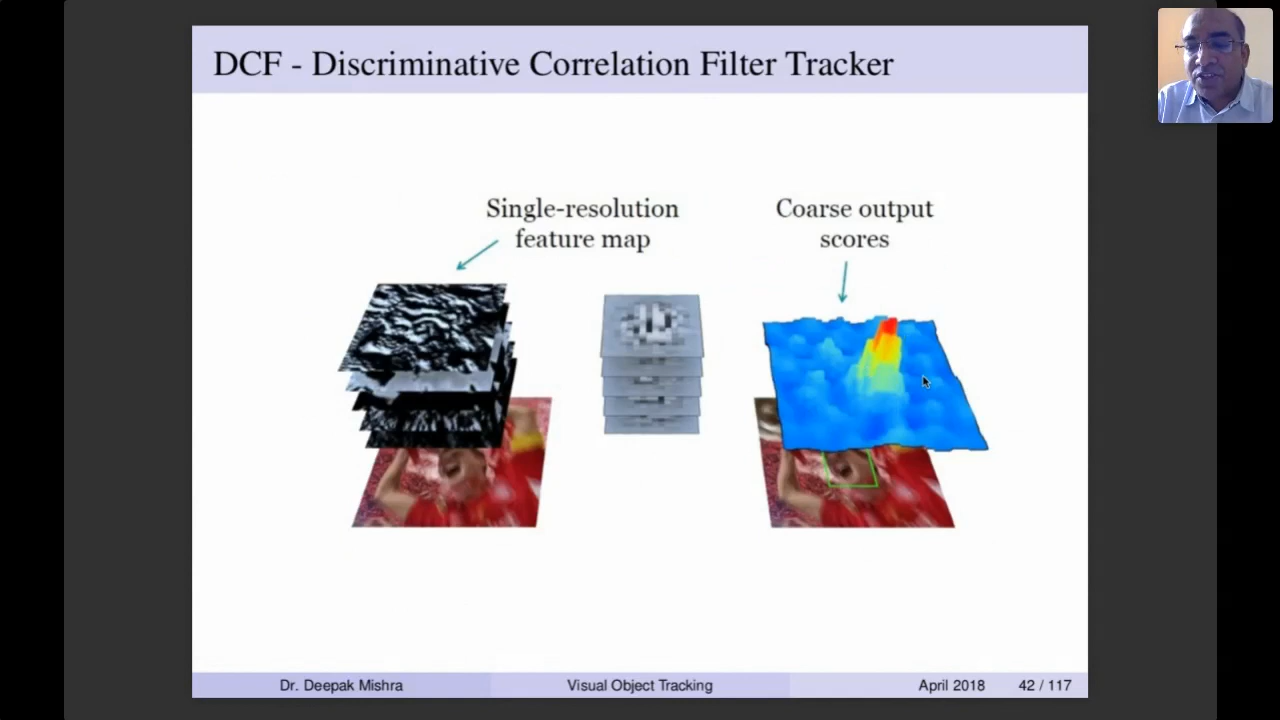 DCF - Discriminative Correlation Filter Tracker
Single-resolution
feature map
Coarse output
scores
Dr. Deepak Mishra
Visual Object Tracking
April 2018
42 / 117